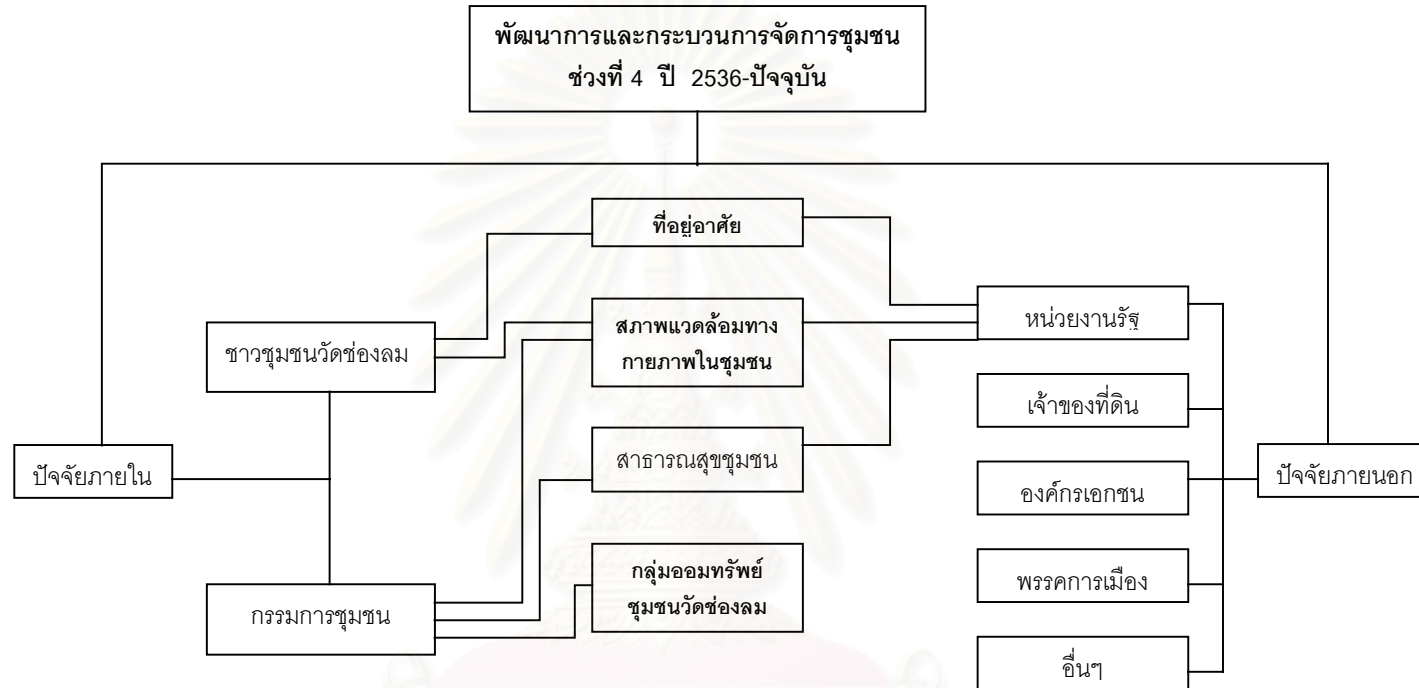 พัฒนาการและกระบวนการจัดการชุมชน
ช่วงที่ 4 ปี 2536-ปัจจุบัน
ที่อยู่อาศัย
สภาพแวดล้อมทาง
กายภาพในชุมชน
หน่วยงานรัฐ
ชาวชุมชนวัดช่องลม
เจ้าของที่ดิน
สาธารณสุขชุมชน
ปัจจัยภายใน
ปัจจัยภายนอก
องค์กรเอกชน
กลุ่มออมทรัพย์
ชุมชนวัดช่องลม
พรรคการเมือง
กรรมการชุมชน
อื่นๆ